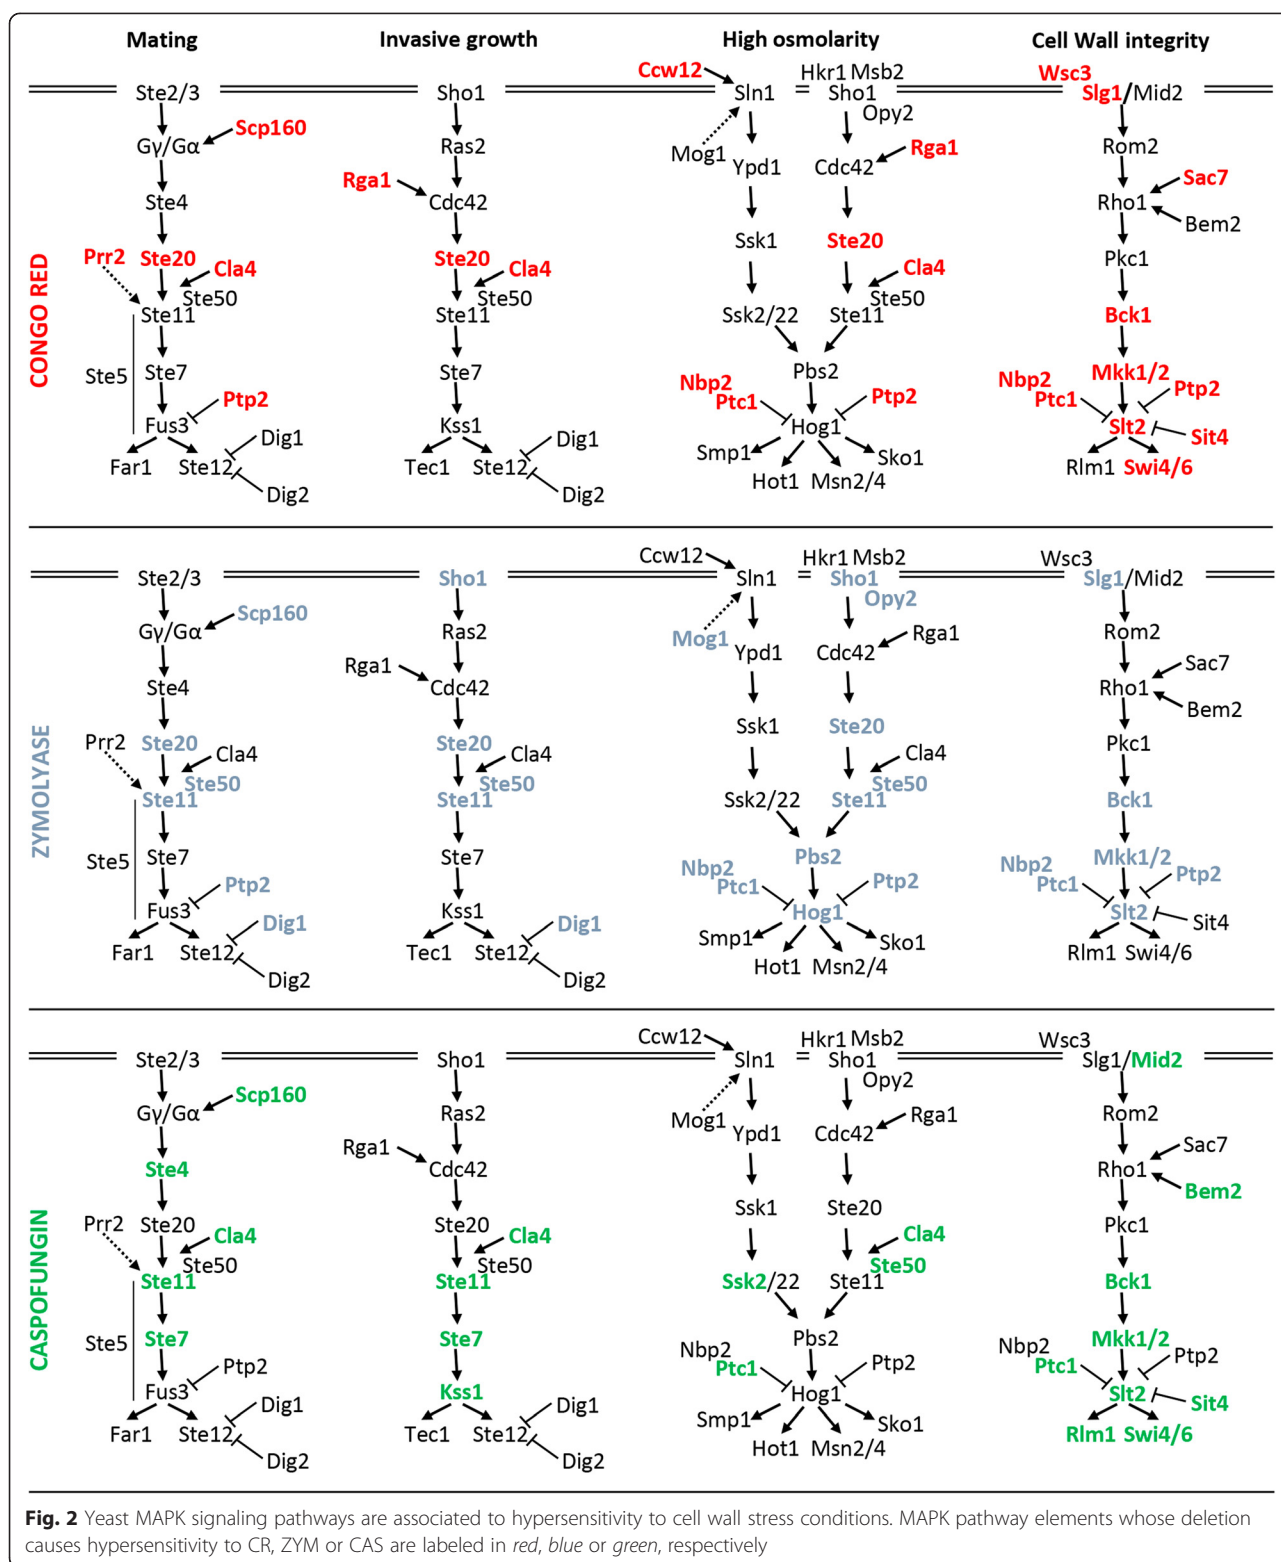 Mating Invasive growth High osmolarity Cell Wall integrity
CONGO RED
Ste2/3
Gγ/Gα
Scp160
Ste4
Prr2
Ste20
Cla4
Ste50
Ste11
Ste5
Ste7
Ptp2
Fus3
Dig1
Far1
Ste12
Dig2
Sho1
Ras2
Rga1
Cdc42
Ste20
Cla4
Ste50
Ste11
Ste7
Kss1
Dig1
Tec1
Ste12
Dig2
Ccw12
Sln1
Mog1
Ypd1
Ssk1
Ssk2/22
Hkr1 Msb2
Sho1
Opy2
Rga1
Cdc42
Ste20
Cla4
Ste50
Ste11
Pbs2
Nbp2
Ptc1
Ptp2
Hog1
Smp1
Sko1
Hot1
Msn2/4
Wsc3
Slg1/Mid2
Rom2
Sac7
Rho1
Bem2
Pkc1
Bck1
Mkk1/2
Nbp2
Ptc1
Ptp2
Slt2
Sit4
Rlm1
Swi4/6
ZYMOLYASE
Ste2/3
Gγ/Gα
Scp160
Ste4
Prr2
Ste20
Cla4
Ste50
Ste11
Ste5
Ste7
Ptp2
Fus3
Dig1
Far1
Ste12
Dig2
Sho1
Ras2
Rga1
Cdc42
Ste20
Cla4
Ste50
Ste11
Ste7
Kss1
Dig1
Tec1
Ste12
Dig2
Ccw12
Sln1
Mog1
Ypd1
Ssk1
Ssk2/22
Hkr1 Msb2
Sho1
Opy2
Rga1
Cdc42
Ste20
Cla4
Ste50
Ste11
Pbs2
Nbp2
Ptc1
Ptp2
Hog1
Smp1
Sko1
Hot1
Msn2/4
Wsc3
Slg1/Mid2
Rom2
Sac7
Rho1
Bem2
Pkc1
Bck1
Mkk1/2
Nbp2
Ptc1
Ptp2
Slt2
Sit4
Rlm1
Swi4/6
CASPOFUNGIN
Ste2/3
Gγ/Gα
Scp160
Ste4
Prr2
Ste20
Cla4
Ste50
Ste11
Ste5
Ste7
Ptp2
Fus3
Dig1
Far1
Ste12
Dig2
Sho1
Ras2
Rga1
Cdc42
Ste20
Cla4
Ste50
Ste11
Ste7
Kss1
Dig1
Tec1
Ste12
Dig2
Ccw12
Sln1
Mog1
Ypd1
Ssk1
Ssk2/22
Hkr1 Msb2
Sho1
Opy2
Rga1
Cdc42
Ste20
Cla4
Ste50
Ste11
Pbs2
Nbp2
Ptc1
Ptp2
Hog1
Smp1
Sko1
Hot1
Msn2/4
Wsc3
Slg1/Mid2
Rom2
Sac7
Rho1
Bem2
Pkc1
Bck1
Mkk1/2
Nbp2
Ptc1
Ptp2
Slt2
Sit4
Rlm1
Swi4/6
Fig. 2 Yeast MAPK signaling pathways are associated to hypersensitivity to cell wall stress conditions. MAPK pathway elements whose deletion
causes hypersensitivity to CR, ZYM or CAS are labeled in red, blue or green, respectively